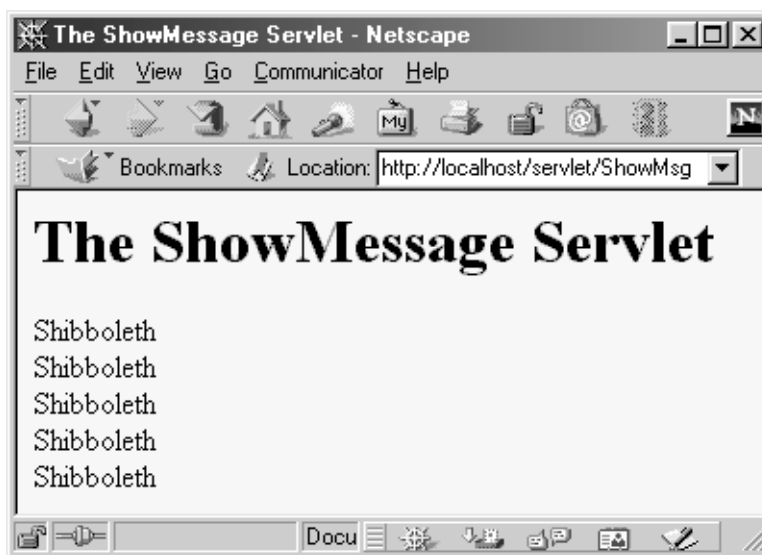 The ShowMessage Servlet - Netscape
File Edit View Go Communicator Help
My
N
Bookmarks Location: http://localhost/servlet/ShowMsg
The ShowMessage Servlet
Shibboleth
Shibboleth
Shibboleth
Shibboleth
Shibboleth
Docu